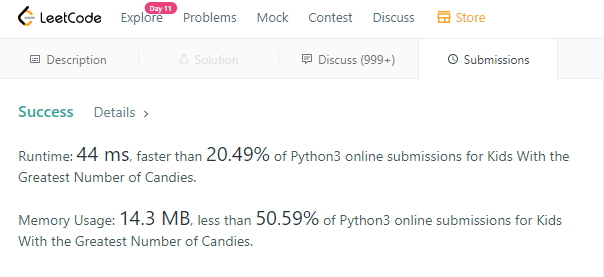 LeetCode Explore Day 11 Problems Mock Contest Discuss Store
Description Solution Discuss (999+) Submissions
Success Details >
Runtime: 44 ms, faster than 20.49% of Python3 online submissions for Kids With the
Greatest Number of Candies.
Memory Usage: 14.3 MB, less than 50.59% of Python3 online submissions for Kids
With the Greatest Number of Candies.